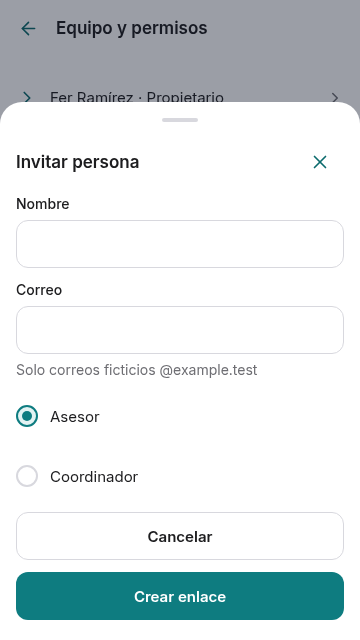 Equipo y permisos
Fer Ramírez · Propietario
Invitar persona
Nombre
Correo
Solo correos ficticios @example.test
Asesor
Coordinador
Cancelar
Crear enlace